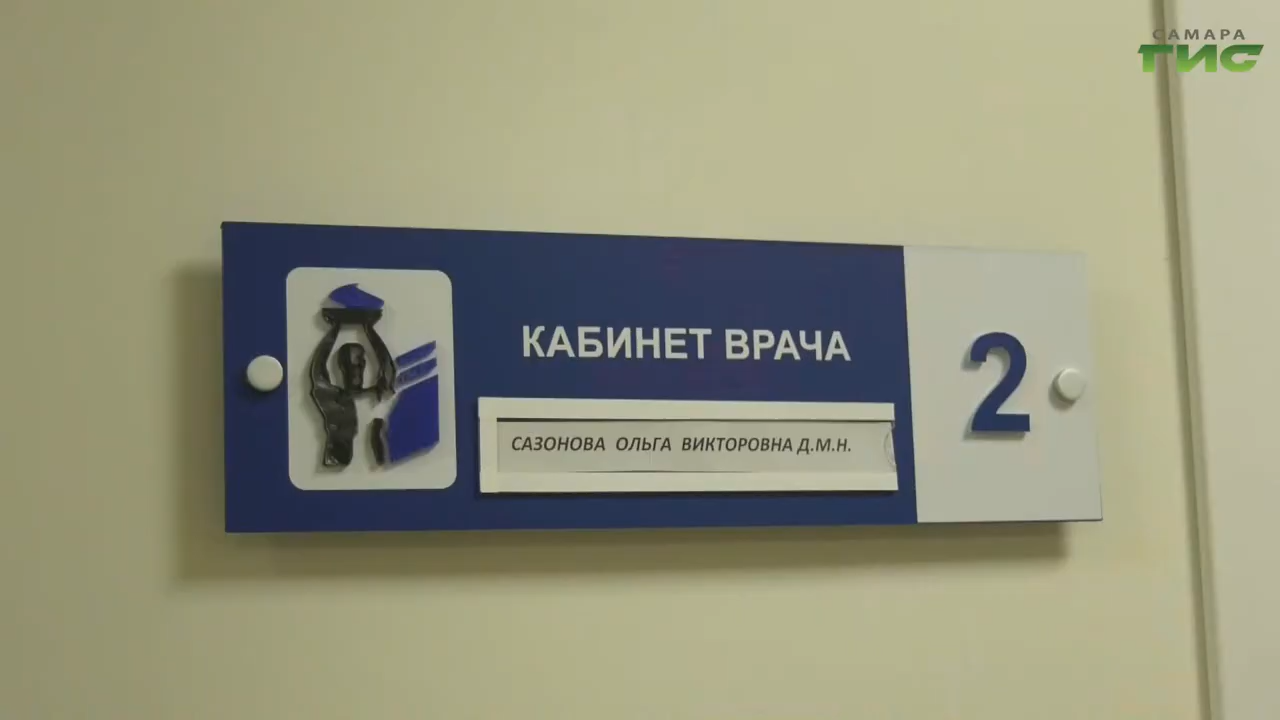 САМАРА
ГИС
КАБИНЕТ ВРАЧА
САЗОНОВА ОЛЬГА ВИКТОРОВНА Д.М.Н.
2